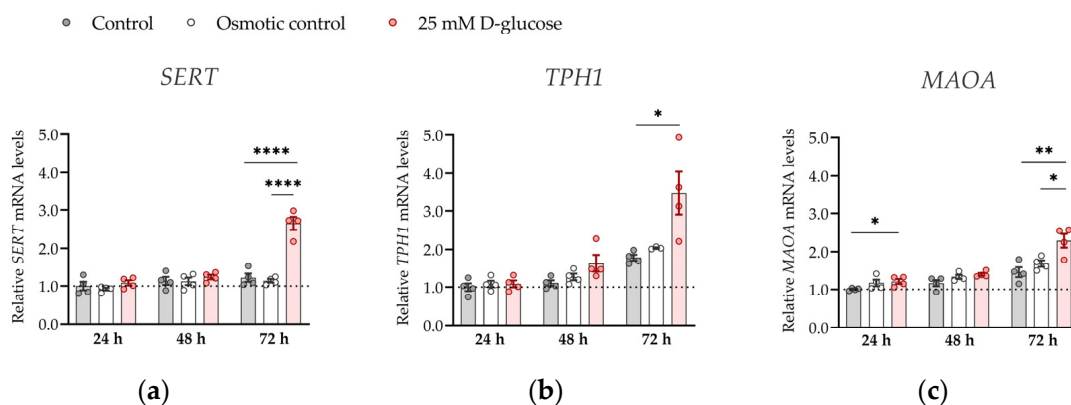 Control Osmotic control 25 mM D-glucose
SERT
Relative SERT mRNA levels
5.0
4.0
3.0
2.0
1.0
0.0
****
****
24 h 48 h 72 h
(a)
TPH1
Relative TPH1 mRNA levels
5.0
4.0
3.0
2.0
1.0
0.0
*
24 h 48 h 72 h
(b)
MAOA
Relative MAOA mRNA levels
5.0
4.0
3.0
2.0
1.0
0.0
*
**
*
24 h 48 h 72 h
(c)